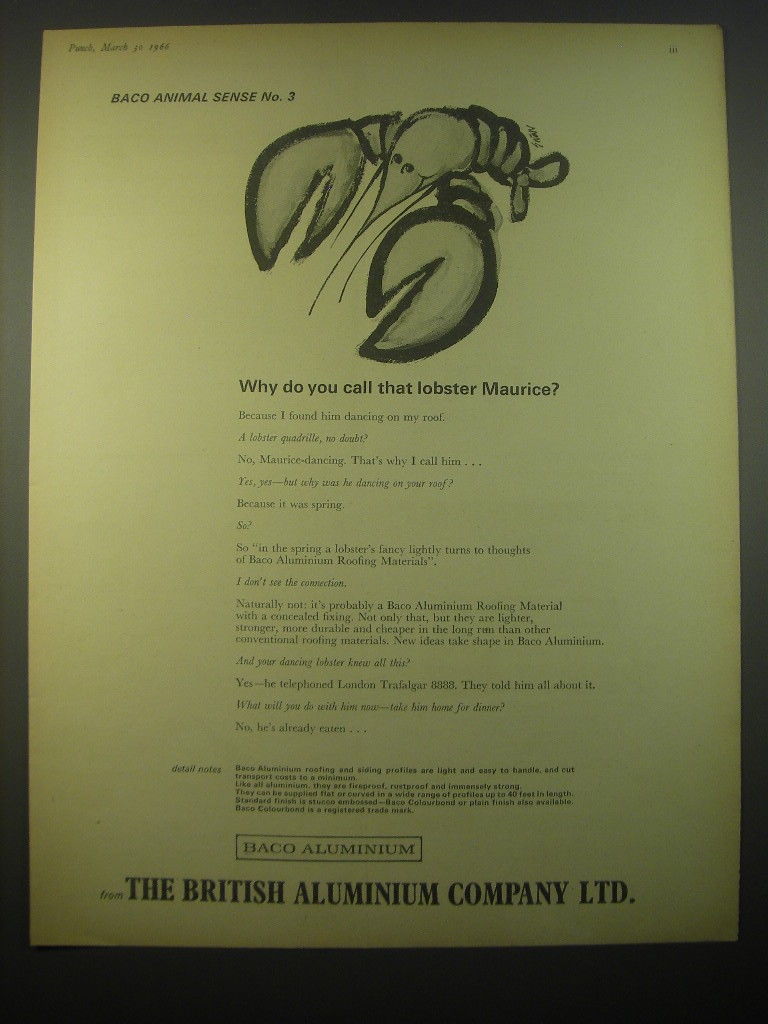 Punch, March 30 1966
iii
BACO ANIMAL SENSE No. 3
Why do you call that lobster Maurice?
Because I found him dancing on my roof.
A lobster quadrille, no doubt?
No, Maurice-dancing. That's why I call him . . .
Yes, yes—but why was he dancing on your roof?
Because it was spring.
So?
So "in the spring a lobster's fancy lightly turns to thoughts
of Baco Aluminium Roofing Materials".
I don't see the connection.
Naturally not: it's probably a Baco Aluminium Roofing Material
with a concealed fixing. Not only that, but they are lighter,
stronger, more durable and cheaper in the long run than other
conventional roofing materials. New ideas take shape in Baco Aluminium.
And your dancing lobster knew all this?
Yes—he telephoned London Trafalgar 8888. They told him all about it.
What will you do with him now—take him home for dinner?
No, he's already eaten . . .
detail notes Baco Aluminium roofing and siding profiles are light and easy to handle, and cut
transport costs to a minimum.
Like all aluminium, they are fireproof, rustproof and immensely strong.
They can be supplied flat or curved in a wide range of profiles up to 40 feet in length.
Standard finish is stucco embossed—Baco Colourbond or plain finish also available.
Baco Colourbond is a registered trade mark.
BACO ALUMINIUM
from THE BRITISH ALUMINIUM COMPANY LTD.